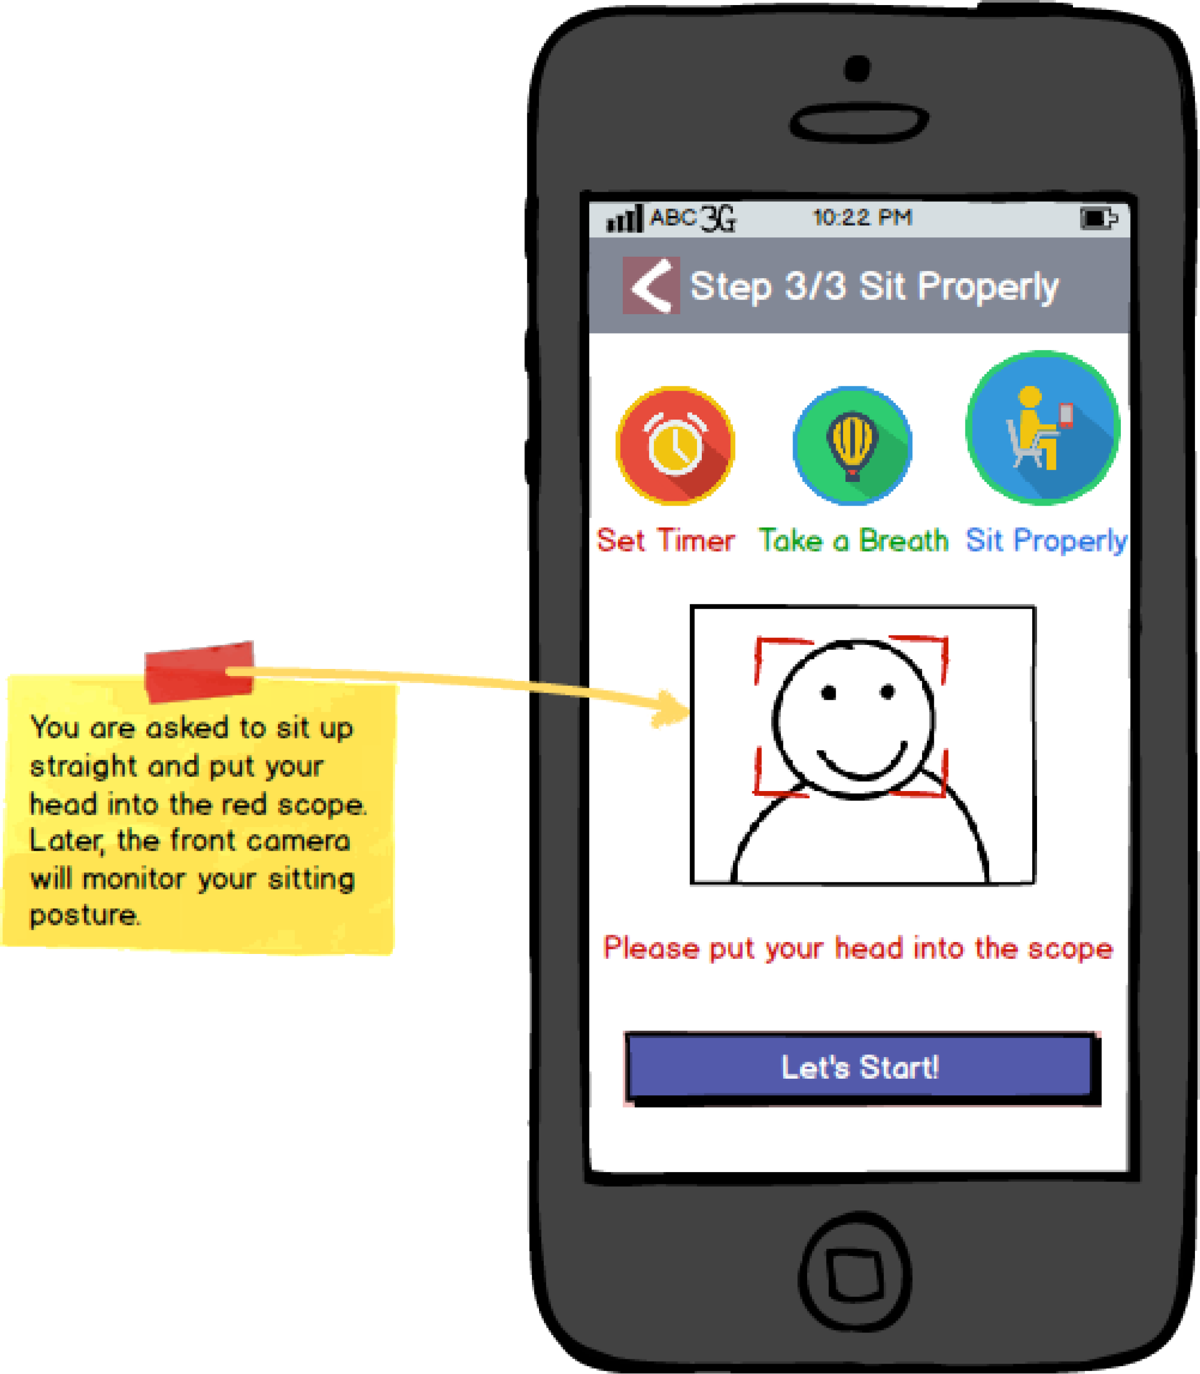 ABC 3G 10:22 PM
Step 3/3 Sit Properly
Set Timer Take a Breath Sit Properly
You are asked to sit up
straight and put your
head into the red scope.
Later, the front camera
will monitor your sitting
posture.
Please put your head into the scope
Let's Start!